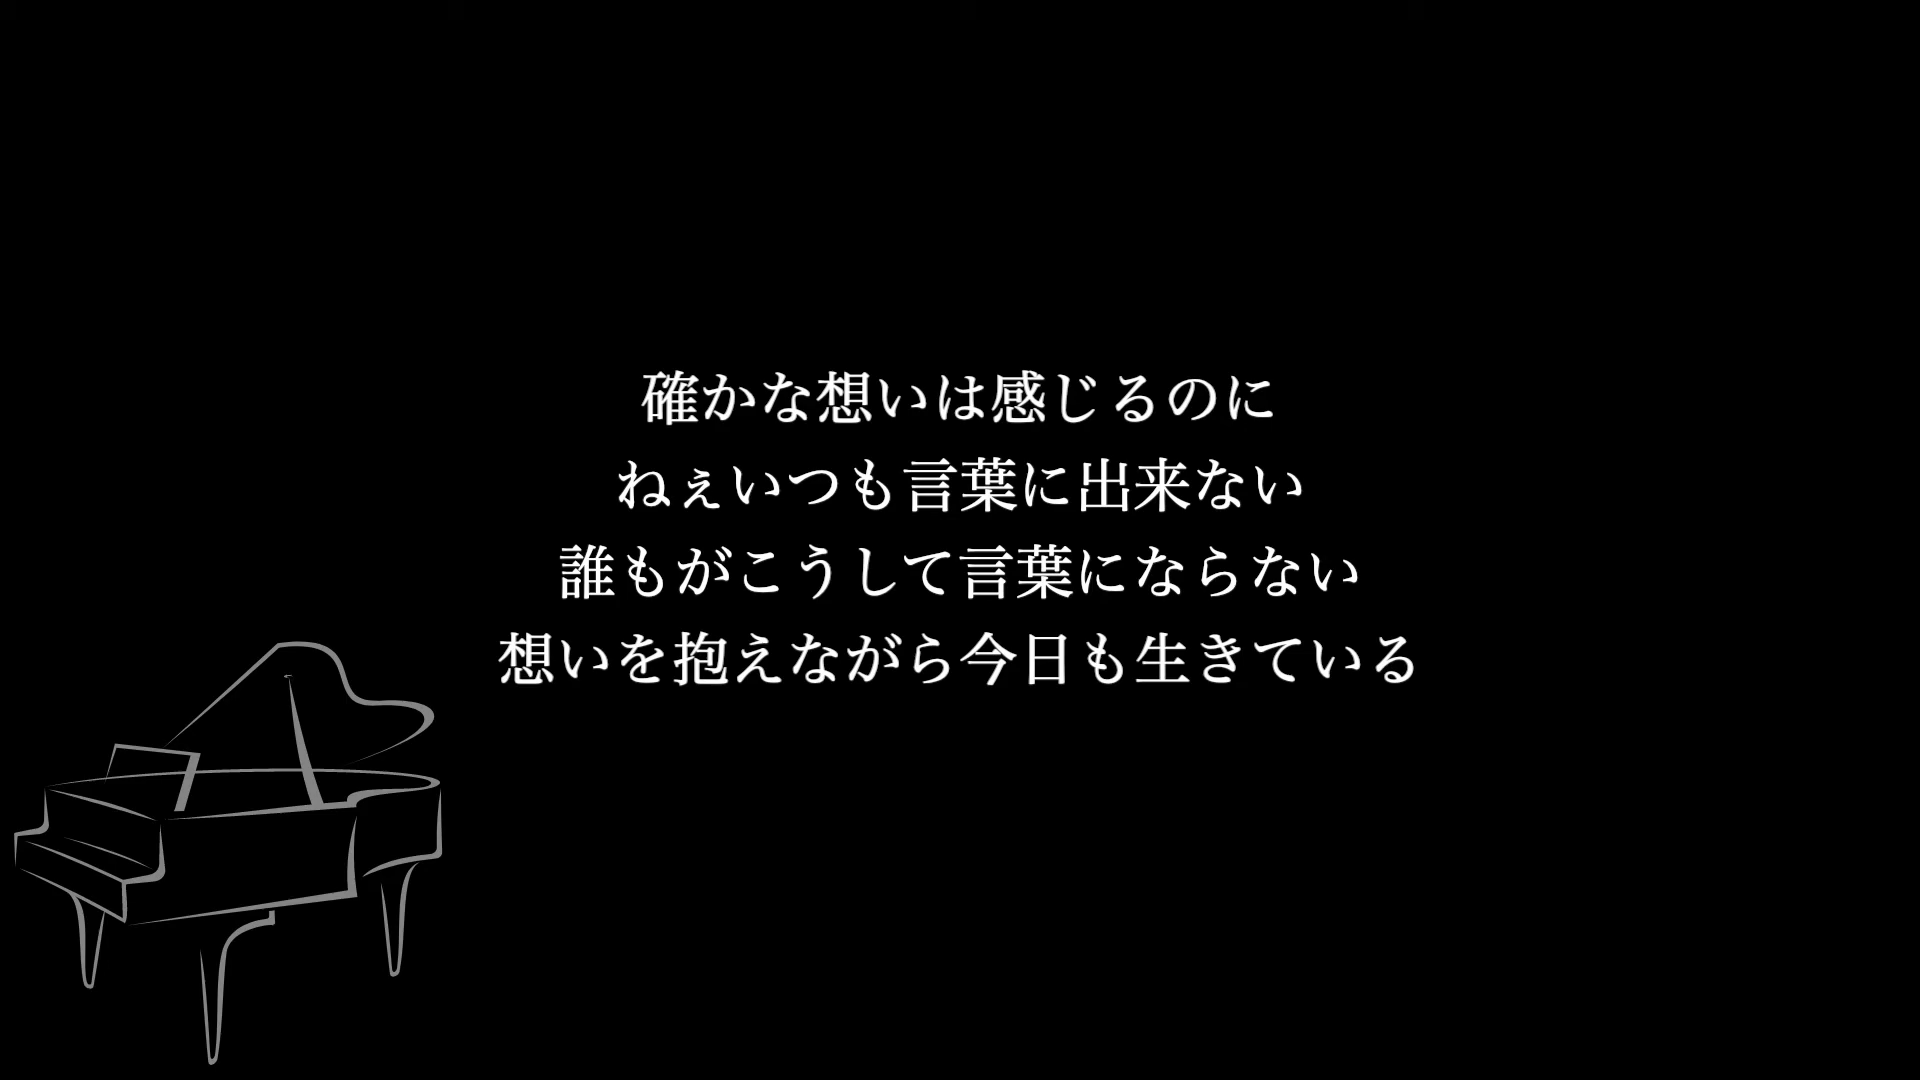 確かな想いは感じるのに
ねぇいつも言葉に出来ない
誰もがこうして言葉にならない
想いを抱えながら今日も生きている